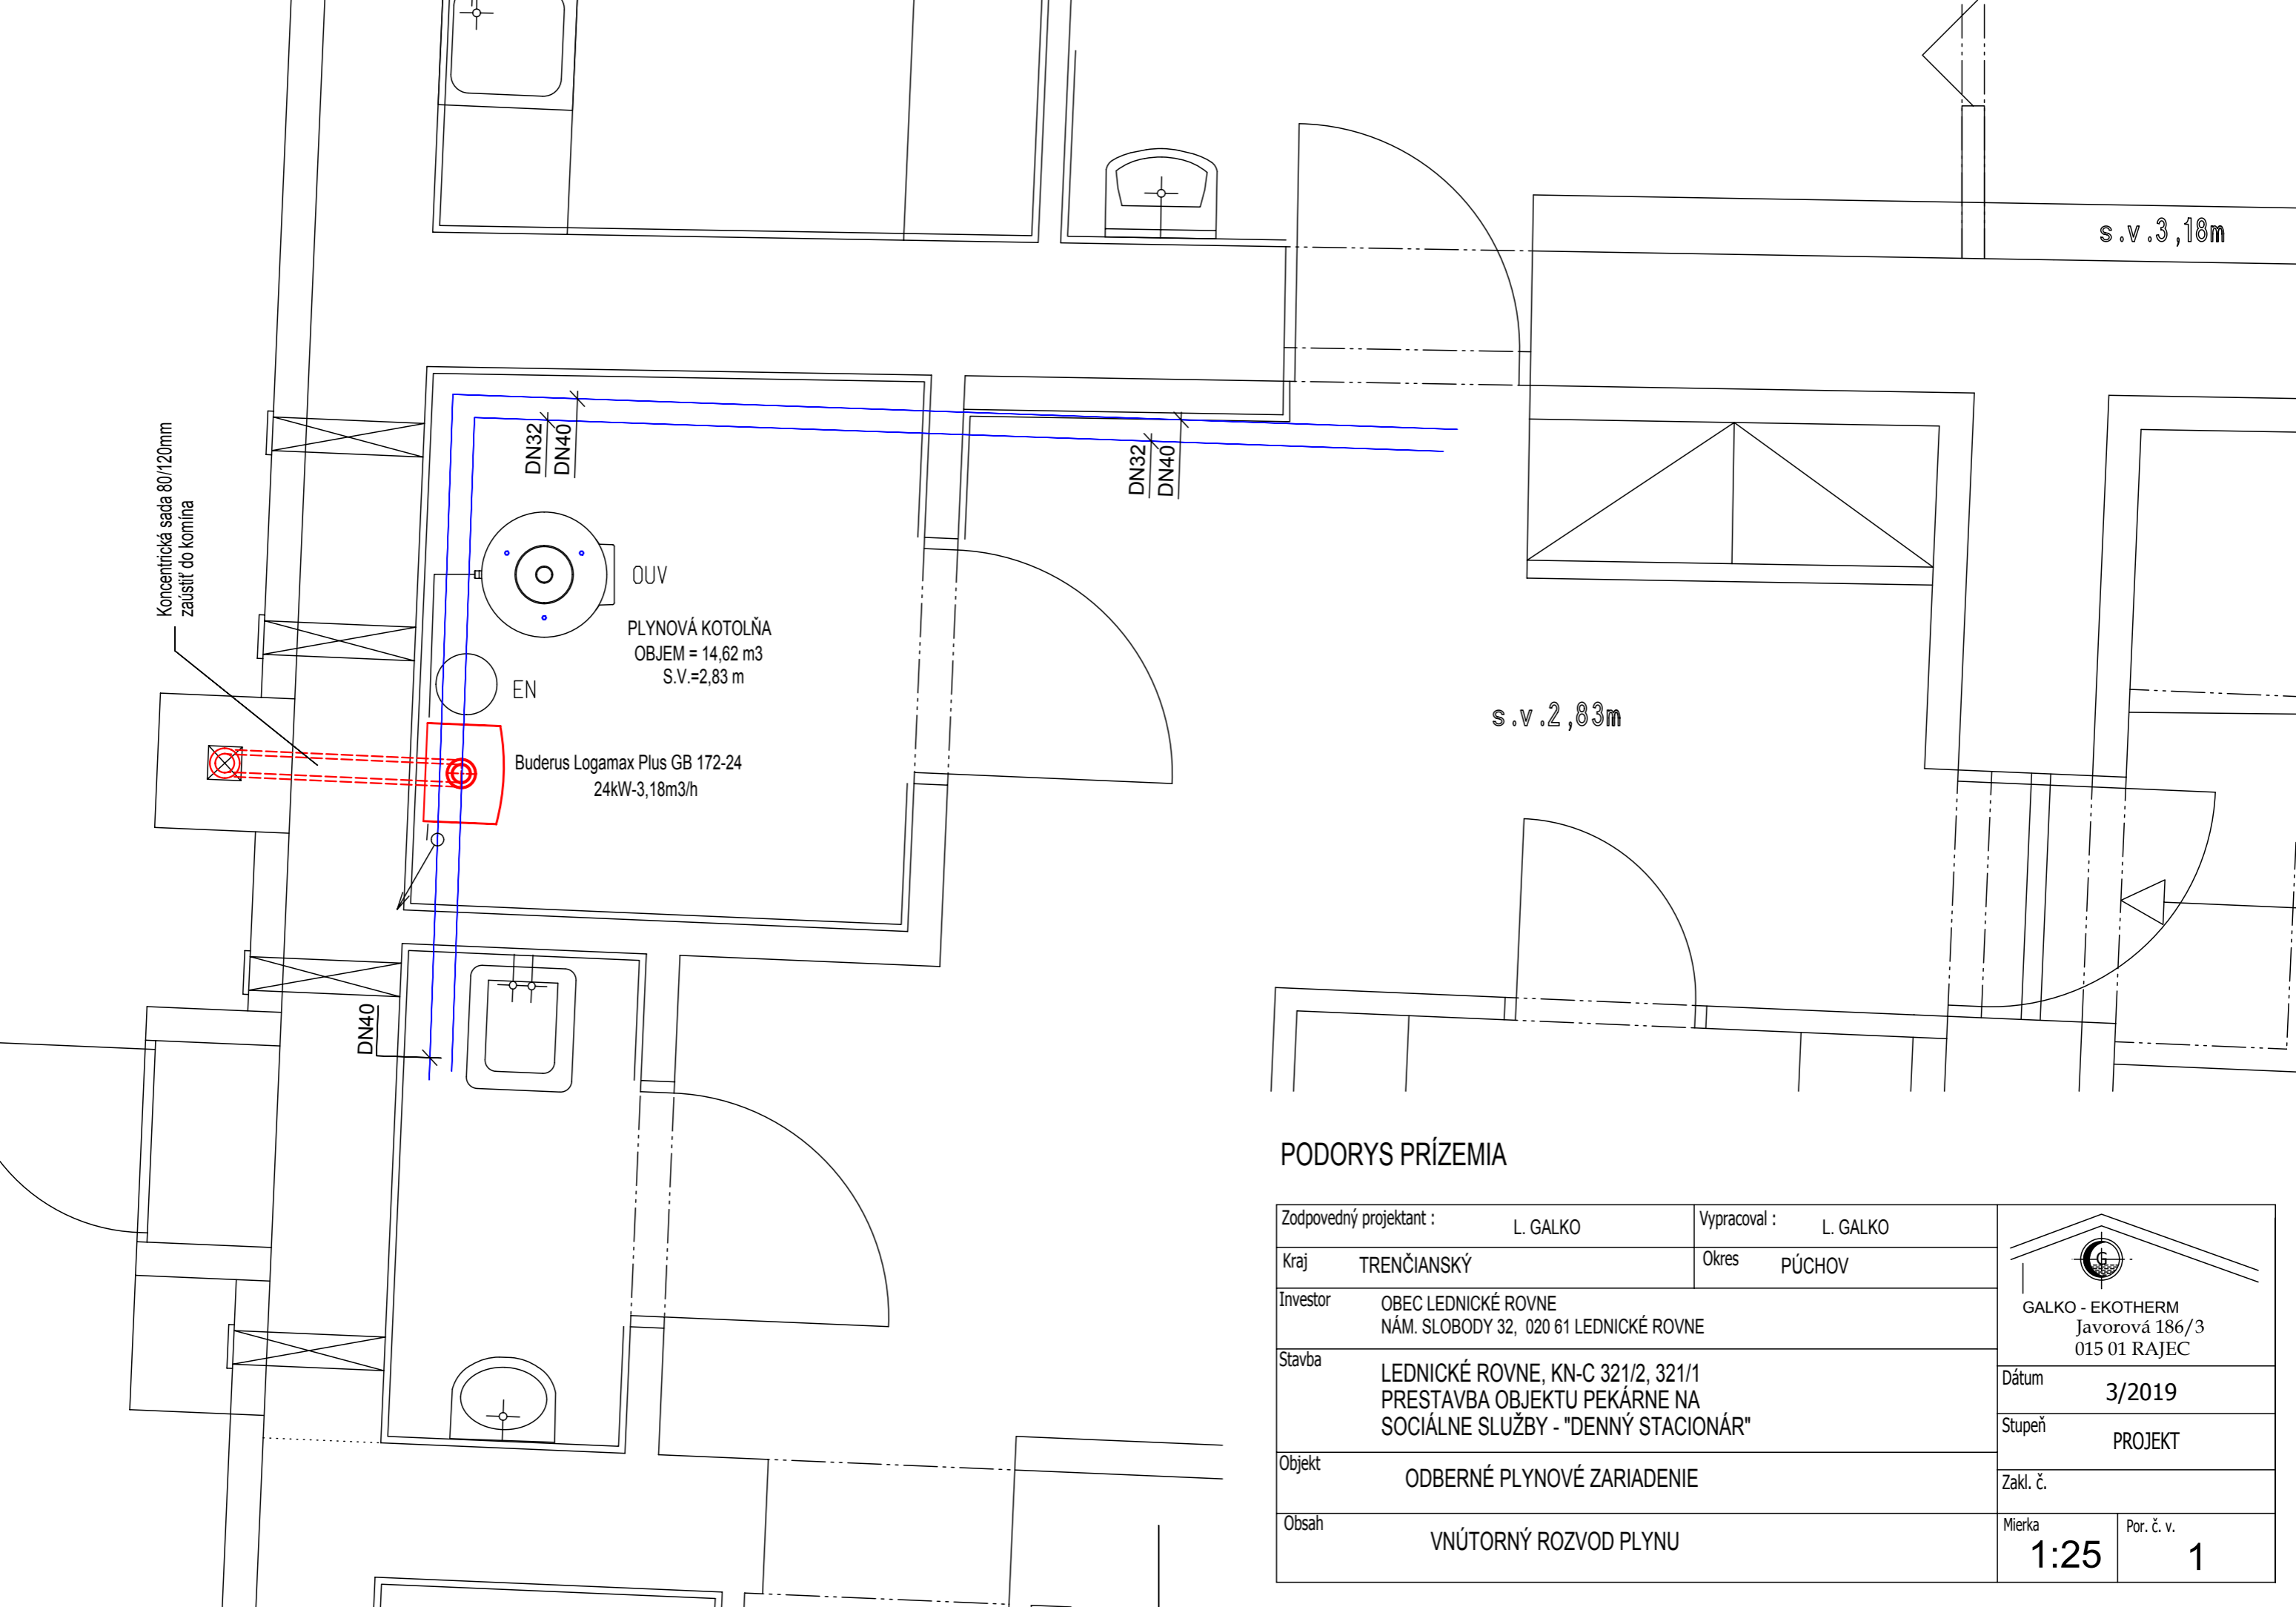 s.v.3,18m
Koncentrická sada 80/120mm
zaústiť do komína
DN32
DN40
DN32
DN40
OUV
PLYNOVÁ KOTOLŇA
OBJEM = 14,62 m3
S.V.=2,83 m
EN
s.v.2,83m
Buderus Logamax Plus GB 172-24
24kW-3,18m3/h
DN40
PODORYS PRÍZEMIA
Zodpovedný projektant : L. GALKO
Vypracoval : L. GALKO
Kraj TRENČIANSKÝ
Okres PÚCHOV
Investor OBEC LEDNICKÉ ROVNE
NÁM. SLOBODY 32, 020 61 LEDNICKÉ ROVNE
Stavba LEDNICKÉ ROVNE, KN-C 321/2, 321/1
PRESTAVBA OBJEKTU PEKÁRNE NA
SOCIÁLNE SLUŽBY - "DENNÝ STACIONÁR"
Objekt ODBERNÉ PLYNOVÉ ZARIADENIE
Obsah VNÚTORNÝ ROZVOD PLYNU
G
GALKO - EKOTHERM
Javorová 186/3
015 01 RAJEC
Dátum 3/2019
Stupeň PROJEKT
Zakl. č.
Mierka 1:25
Por. č. v. 1